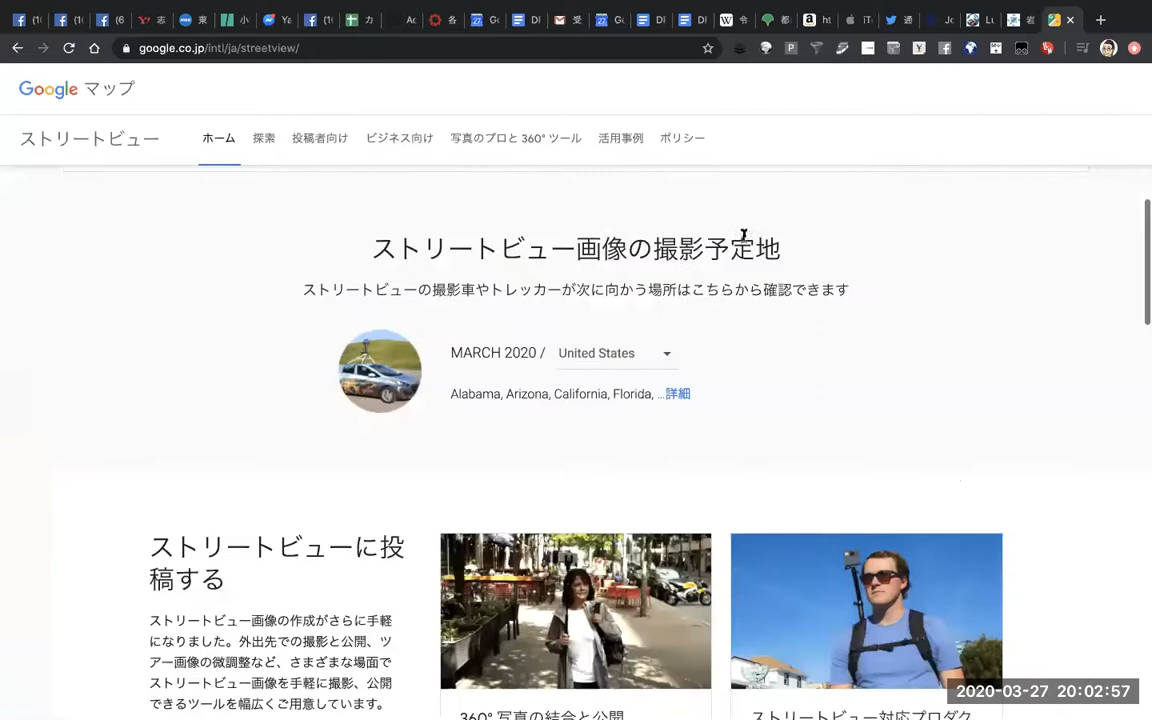 google.co.jp/intl/ja/streetview/
Google マップ
ストリートビュー ホーム 探索 投稿者向け ビジネス向け 写真のプロと 360° ツール 活用事例 ポリシー
ストリートビュー画像の撮影予定地
ストリートビューの撮影車やトレッカーが次に向かう場所はこちらから確認できます
MARCH 2020 / United States
Alabama, Arizona, California, Florida, ...詳細
ストリートビューに投
稿する
ストリートビュー画像の作成がさらに手軽
になりました。外出先での撮影と公開、ツ
アー画像の微調整など、さまざまな場面で
ストリートビュー画像を手軽に撮影、公開
できるツールを幅広くご用意しています。
360° 写真の結合と公開
ストリートビュー対応プロダク
2020-03-27 20:02:57